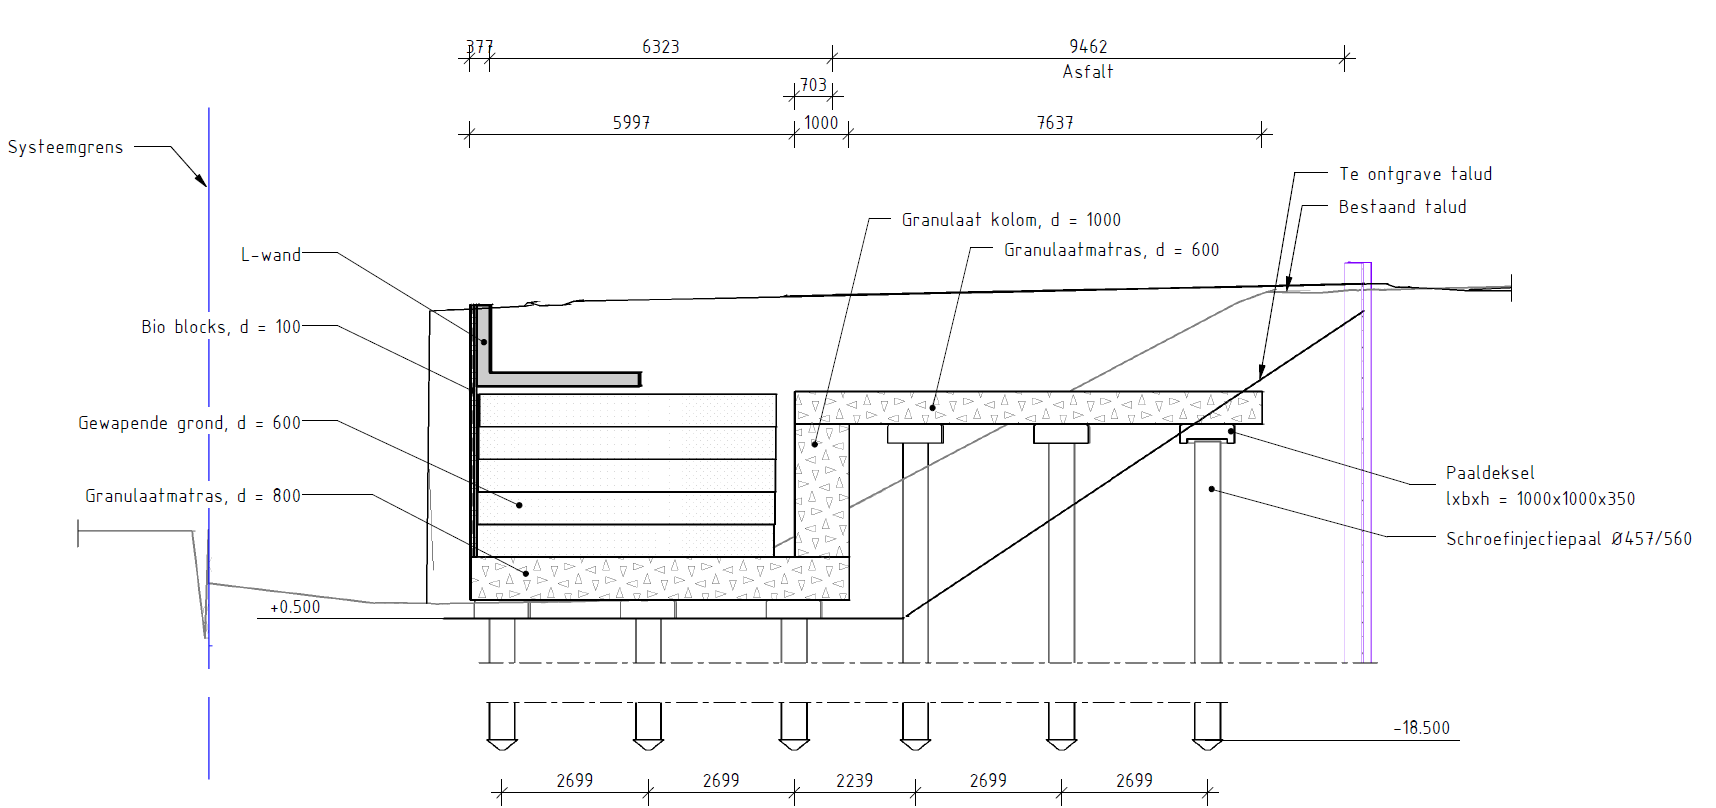 377
6323
9462
Asfalt
703
5997
1000
7637
Systeemgrens
Te ontgrave talud
Bestaand talud
Granulaat kolom, d = 1000
Granulaatmatras, d = 600
L-wand
Bio blocks, d = 100
Gewapende grond, d = 600
Granulaatmatras, d = 800
Paaldeksel
lxbxh = 1000x1000x350
Schroefinjectiepaal Ø457/560
+0.500
-18.500
2699
2699
2239
2699
2699